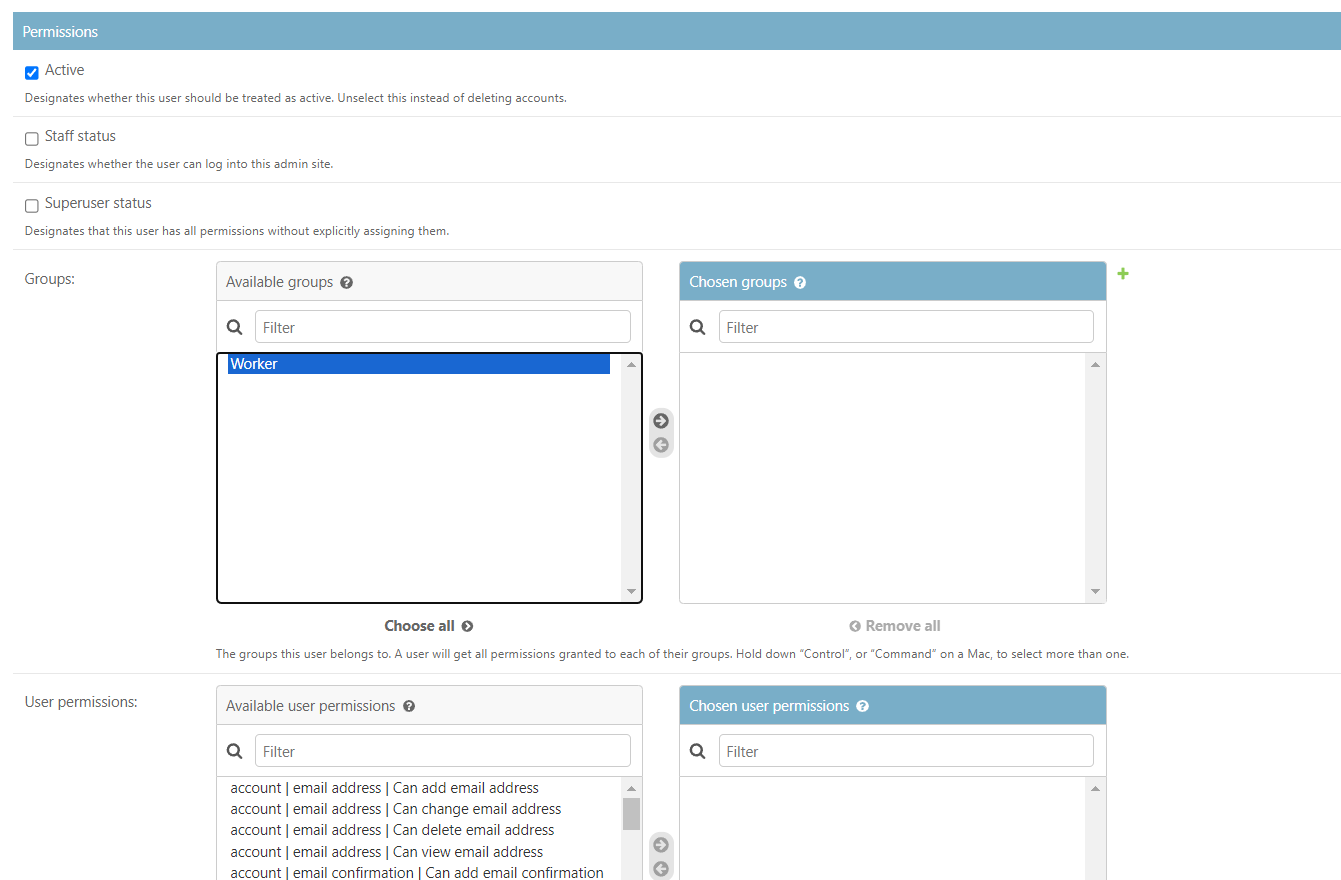 Permissions
Active
Designates whether this user should be treated as active. Unselect this instead of deleting accounts.
Staff status
Designates whether the user can log into this admin site.
Superuser status
Designates that this user has all permissions without explicitly assigning them.
Groups:
Available groups ?
Filter
Worker
Choose all
Chosen groups ?
Filter
Remove all
The groups this user belongs to. A user will get all permissions granted to each of their groups. Hold down “Control”, or “Command” on a Mac, to select more than one.
User permissions:
Available user permissions ?
Filter
account | email address | Can add email address
account | email address | Can change email address
account | email address | Can delete email address
account | email address | Can view email address
account | email confirmation | Can add email confirmation
Chosen user permissions ?
Filter